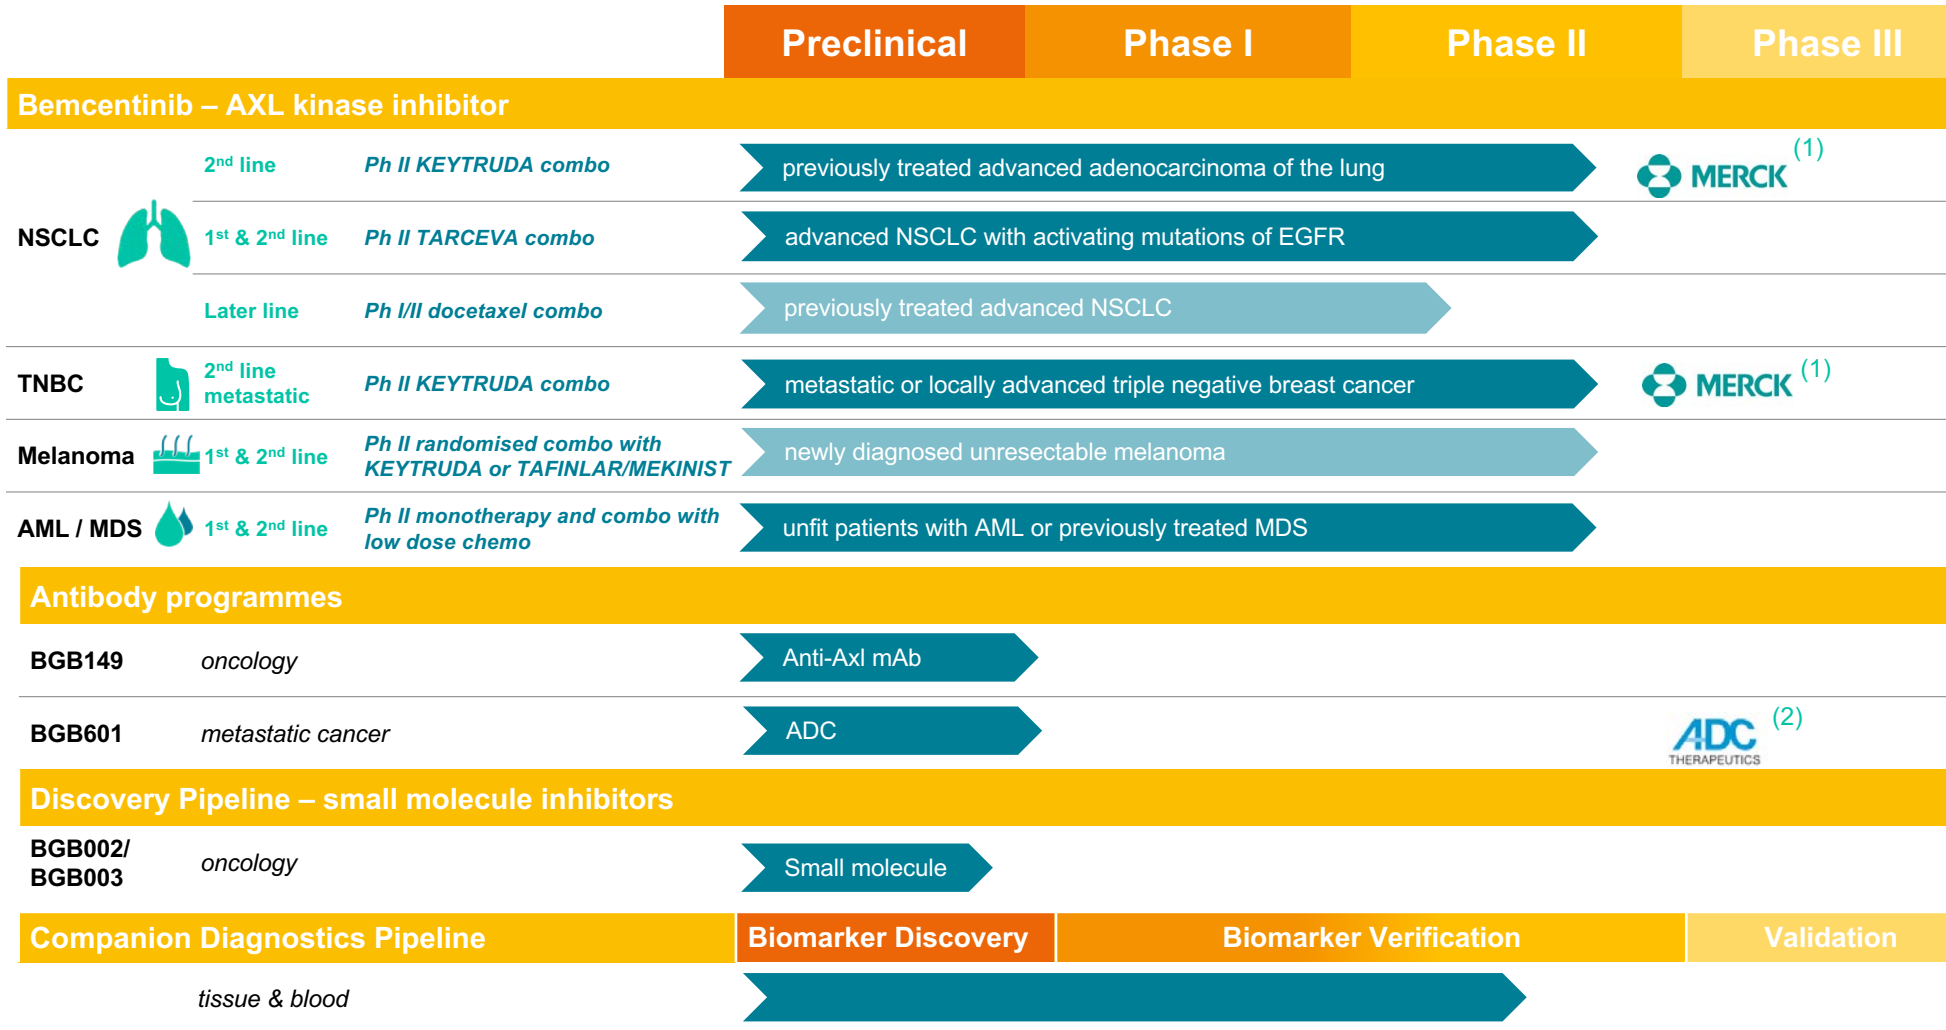 Preclinical Phase I Phase II Phase III
Bemcentinib – AXL kinase inhibitor
2nd line Ph II KEYTRUDA combo previously treated advanced adenocarcinoma of the lung MERCK (1)
NSCLC 1st & 2nd line Ph II TARCEVA combo advanced NSCLC with activating mutations of EGFR
Later line Ph I/II docetaxel combo previously treated advanced NSCLC
TNBC 2nd line
metastatic Ph II KEYTRUDA combo metastatic or locally advanced triple negative breast cancer MERCK (1)
Melanoma 1st & 2nd line Ph II randomised combo with
KEYTRUDA or TAFINLAR/MEKINIST newly diagnosed unresectable melanoma
AML / MDS 1st & 2nd line Ph II monotherapy and combo with
low dose chemo unfit patients with AML or previously treated MDS
Antibody programmes
BGB149 oncology Anti-Axl mAb
BGB601 metastatic cancer ADC ADC (2)
THERAPEUTICS
Discovery Pipeline – small molecule inhibitors
BGB002/
BGB003 oncology Small molecule
Companion Diagnostics Pipeline Biomarker Discovery Biomarker Verification Validation
tissue & blood